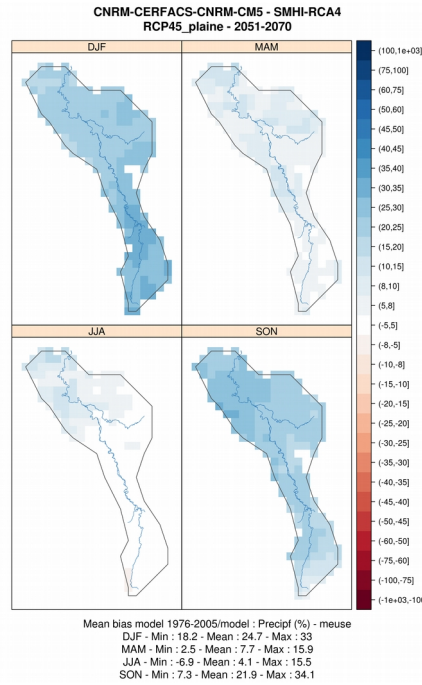 CNRM-CERFACS-CNRM-CM5 - SMHI-RCA4
RCP45_plaine - 2051-2070
DJF
MAM
JJA
SON
(100,1e+03]
(75,100]
(60,75]
(50,60]
(45,50]
(40,45]
(35,40]
(30,35]
(25,30]
(20,25]
(15,20]
(10,15]
(8,10]
(5,8]
(-5,5]
(-8,-5]
(-10,-8]
(-15,-10]
(-20,-15]
(-25,-20]
(-30,-25]
(-35,-30]
(-40,-35]
(-45,-40]
(-50,-45]
(-60,-50]
(-75,-60]
(-100,-75]
(-1e+03,-10
Mean bias model 1976-2005/model : Precipf (%) - meuse
DJF - Min : 18.2 - Mean : 24.7 - Max : 33
MAM - Min : 2.5 - Mean : 7.7 - Max : 15.9
JJA - Min : -6.9 - Mean : 4.1 - Max : 15.5
SON - Min : 7.3 - Mean : 21.9 - Max : 34.1